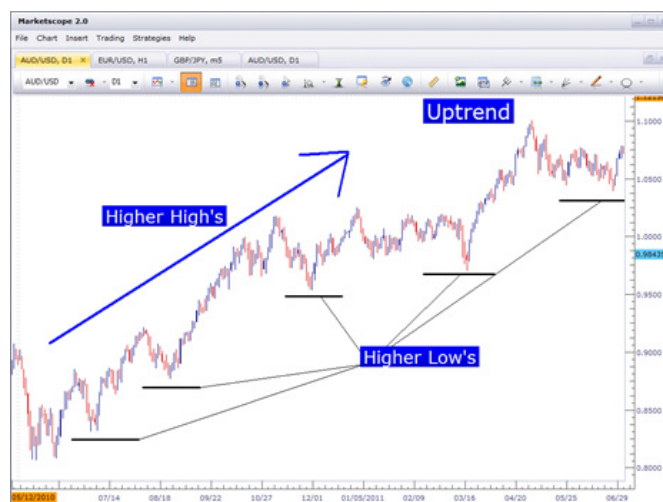 Marketscope 2.0
File Chart Insert Trading Strategies Help
AUD/USD, D1 × EUR/USD, H1 GBP/JPY, m5 AUD/USD, D1
AUD/USD D1
Uptrend
1.1000
Higher High's
1.0500
1.0000
0.9843
0.9500
Higher Low's
0.9000
0.8500
0.8000
05/12/2010 07/14 08/18 09/22 10/27 12/01 01/05/2011 02/09 03/16 04/20 05/25 06/29